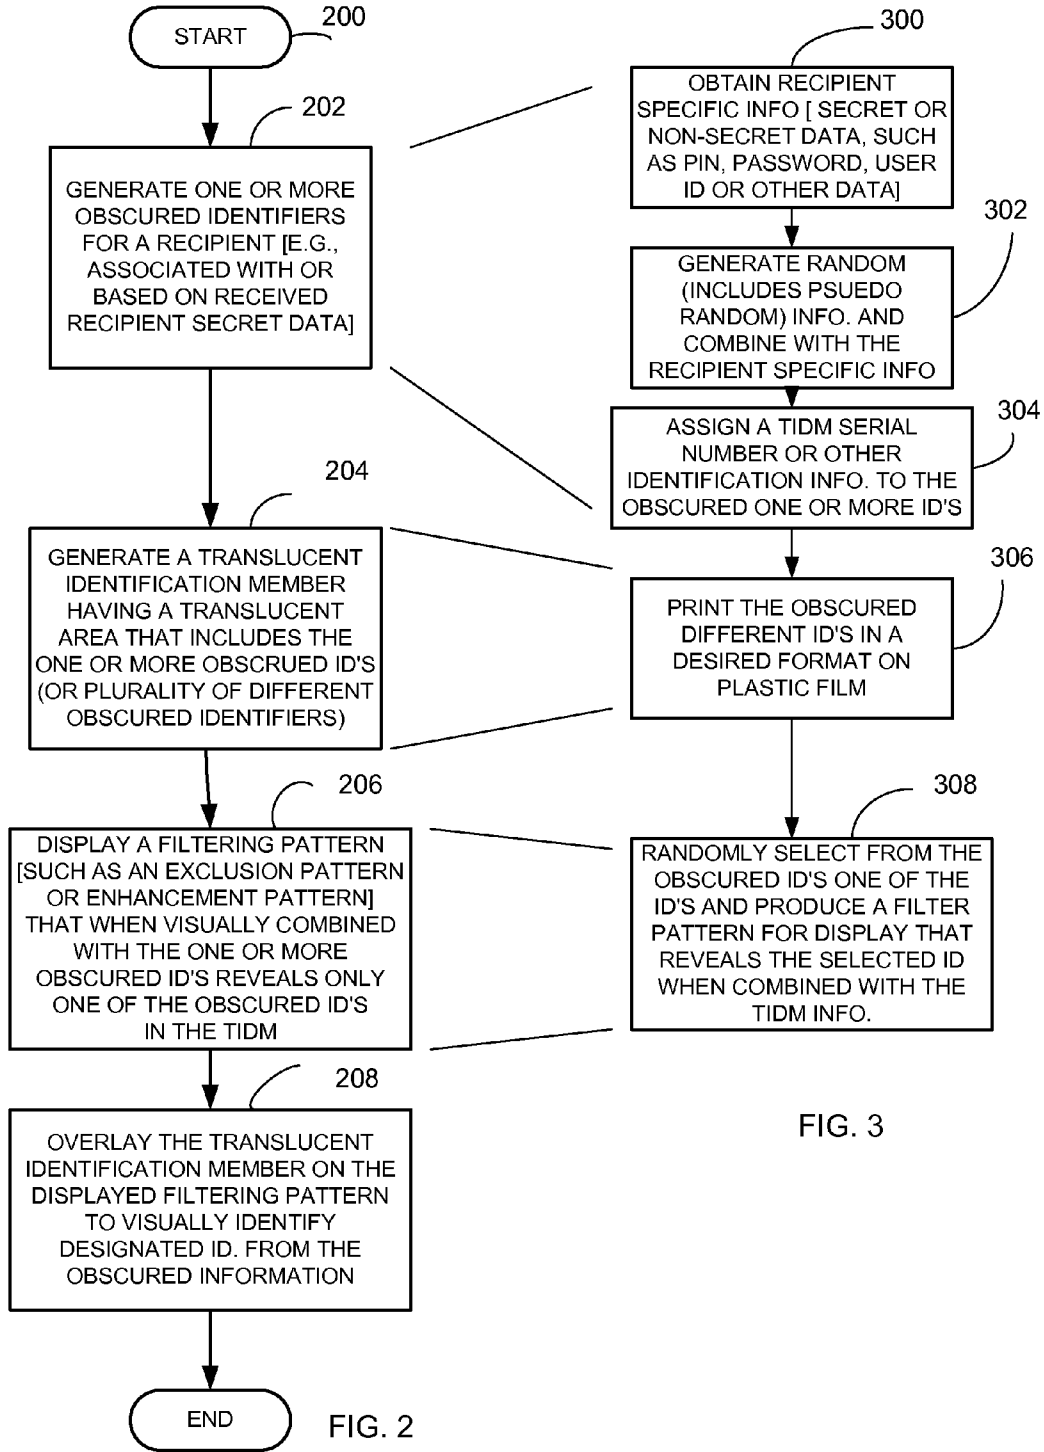 START
200
202
GENERATE ONE OR MORE
OBSCURED IDENTIFIERS
FOR A RECIPIENT [E.G.,
ASSOCIATED WITH OR
BASED ON RECEIVED
RECIPIENT SECRET DATA]
204
GENERATE A TRANSLUCENT
IDENTIFICATION MEMBER
HAVING A TRANSLUCENT
AREA THAT INCLUDES THE
ONE OR MORE OBSCRUED ID'S
(OR PLURALITY OF DIFFERENT
OBSCURED IDENTIFIERS)
206
DISPLAY A FILTERING PATTERN
[SUCH AS AN EXCLUSION PATTERN
OR ENHANCEMENT PATTERN]
THAT WHEN VISUALLY COMBINED
WITH THE ONE OR MORE
OBSCURED ID'S REVEALS ONLY
ONE OF THE OBSCURED ID'S
IN THE TIDM
208
OVERLAY THE TRANSLUCENT
IDENTIFICATION MEMBER ON THE
DISPLAYED FILTERING PATTERN
TO VISUALLY IDENTIFY
DESIGNATED ID. FROM THE
OBSCURED INFORMATION
END
FIG. 2
300
OBTAIN RECIPIENT
SPECIFIC INFO [ SECRET OR
NON-SECRET DATA, SUCH
AS PIN, PASSWORD, USER
ID OR OTHER DATA]
302
GENERATE RANDOM
(INCLUDES PSUEDO
RANDOM) INFO. AND
COMBINE WITH THE
RECIPIENT SPECIFIC INFO
304
ASSIGN A TIDM SERIAL
NUMBER OR OTHER
IDENTIFICATION INFO. TO THE
OBSCURED ONE OR MORE ID'S
306
PRINT THE OBSCURED
DIFFERENT ID'S IN A
DESIRED FORMAT ON
PLASTIC FILM
308
RANDOMLY SELECT FROM THE
OBSCURED ID'S ONE OF THE
ID'S AND PRODUCE A FILTER
PATTERN FOR DISPLAY THAT
REVEALS THE SELECTED ID
WHEN COMBINED WITH THE
TIDM INFO.
FIG. 3